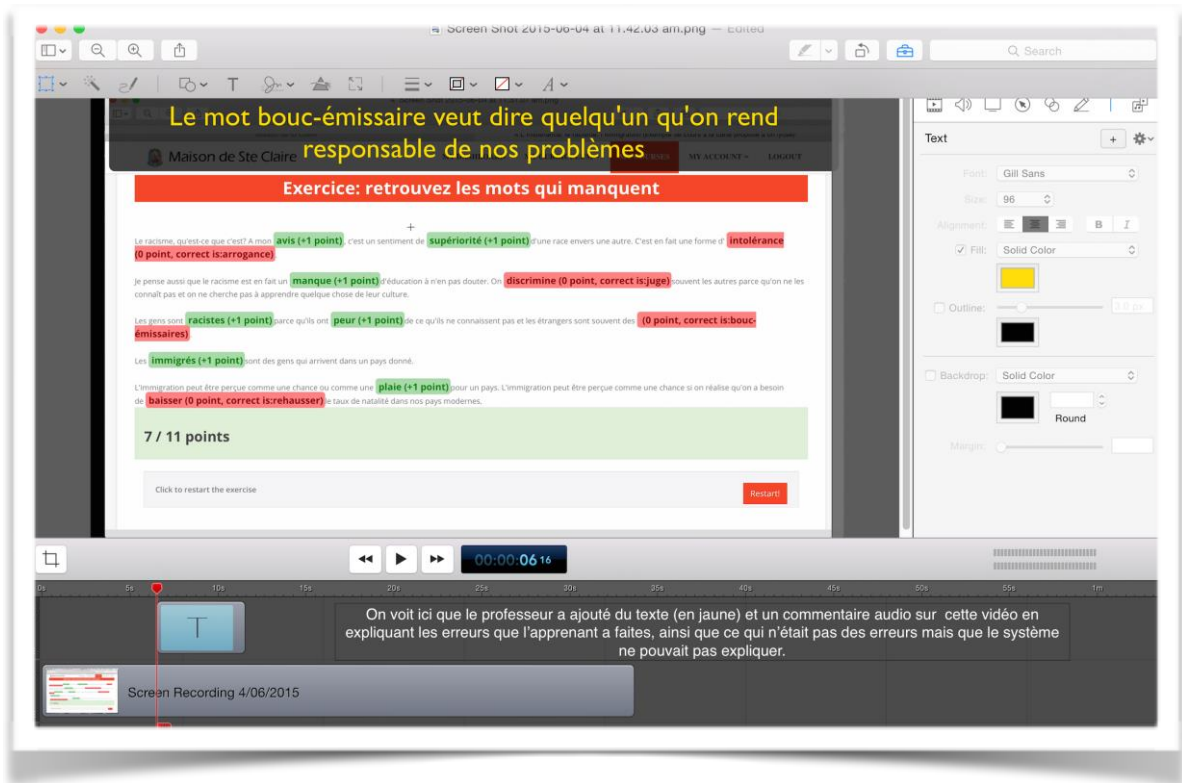 Screen Shot 2015-06-04 at 11.42.03 am.png — Edited
Search
Le mot bouc-émissaire veut dire quelqu'un qu'on rend
responsable de nos problèmes
Maison de Ste Claire
MY ACCOUNT
LOGOUT
Exercice: retrouvez les mots qui manquent
Le racisme, qu'est-ce que c'est? A mon avis (+1 point), c'est un sentiment de supériorité (+1 point) d'une race envers une autre. C'est en fait une forme d' intolérance
(0 point, correct is:arrogance)
Je pense aussi que le racisme est en fait un manque (+1 point) d'éducation à n'en pas douter. On discrimine (0 point, correct is:juge) souvent les autres parce qu'on ne les
connaît pas et on ne cherche pas à apprendre quelque chose de leur culture.
Les gens sont racistes (+1 point) parce qu'ils ont peur (+1 point) de ce qu'ils ne connaissent pas et les étrangers sont souvent des (0 point, correct is:bouc-
émissaires)
Les immigrés (+1 point) sont des gens qui arrivent dans un pays donné.
L'immigration peut être perçue comme une chance ou comme une plaie (+1 point) pour un pays. L'immigration peut être perçue comme une chance si on réalise qu'on a besoin
de baisser (0 point, correct is:rehausser) le taux de natalité dans nos pays modernes.
7 / 11 points
Click to restart the exercise
Restart!
Text
Font: Gill Sans
Size: 96
Alignment: B I
Fill: Solid Color
Outline: 3.0 px
Backdrop: Solid Color
Round
Margin:
00:00:06 16
0s 5s 10s 15s 20s 25s 30s 35s 40s 45s 50s 55s 1m
T
On voit ici que le professeur a ajouté du texte (en jaune) et un commentaire audio sur cette vidéo en
expliquant les erreurs que l'apprenant a faites, ainsi que ce qui n'était pas des erreurs mais que le système
ne pouvait pas expliquer.
Screen Recording 4/06/2015